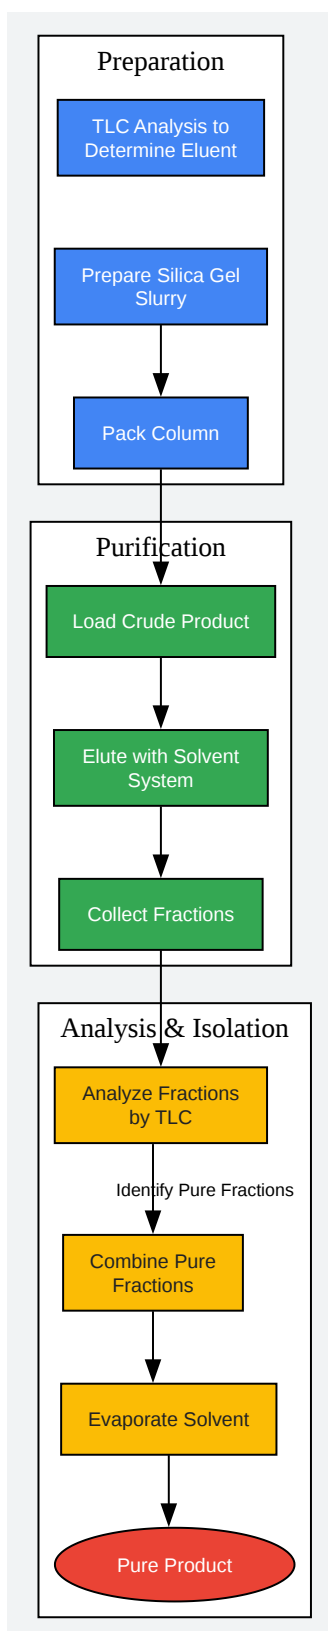 Preparation
TLC Analysis to
Determine Eluent
Prepare Silica Gel
Slurry
Pack Column
Purification
Load Crude Product
Elute with Solvent
System
Collect Fractions
Analysis & Isolation
Analyze Fractions
by TLC
Identify Pure Fractions
Combine Pure
Fractions
Evaporate Solvent
Pure Product